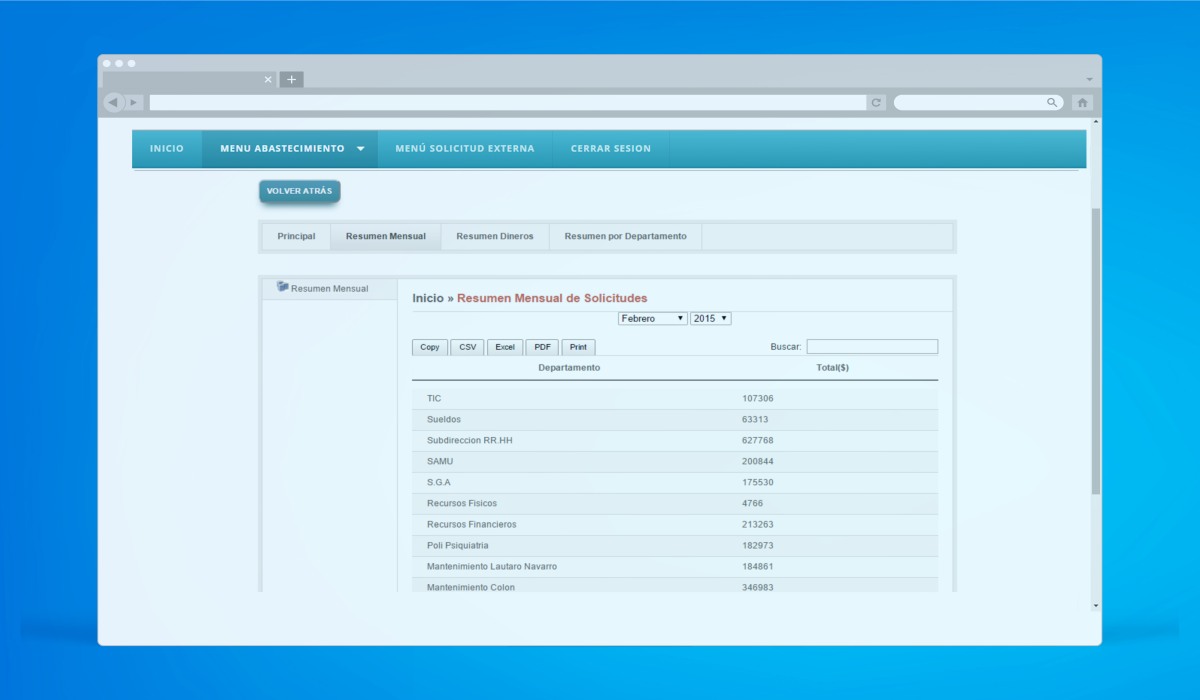 INICIO MENU ABASTECIMIENTO MENÚ SOLICITUD EXTERNA CERRAR SESION
VOLVER ATRÁS
Principal Resumen Mensual Resumen Dineros Resumen por Departamento
Resumen Mensual
Inicio » Resumen Mensual de Solicitudes
Febrero 2015
Copy CSV Excel PDF Print Buscar:
Departamento Total($)
TIC 107306
Sueldos 63313
Subdireccion RR.HH 627768
SAMU 200844
S.G.A 175530
Recursos Fisicos 4766
Recursos Financieros 213263
Poli Psiquiatria 182973
Mantenimiento Lautaro Navarro 184861
Mantenimiento Colon 346983